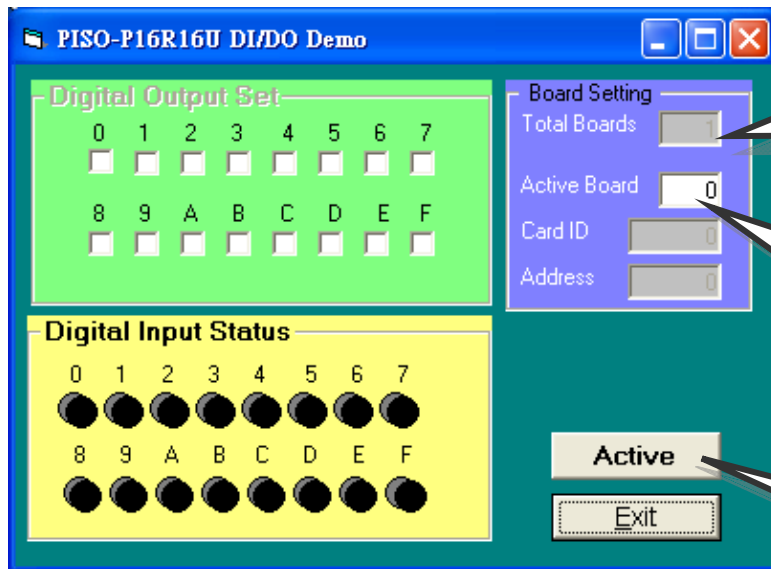 PISO-P16R16U DI/DO Demo
Digital Output Set
0 1 2 3 4 5 6 7
8 9 A B C D E F
Board Setting
Total Boards 1
Active Board 0
Card ID 0
Address 0
Digital Input Status
0 1 2 3 4 5 6 7
8 9 A B C D E F
Active
Exit